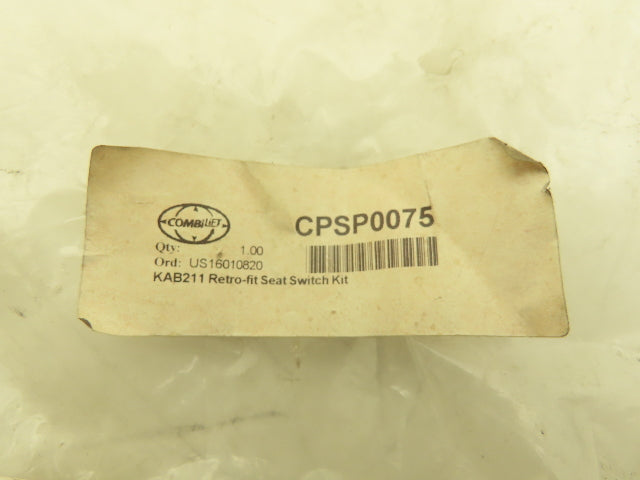 COMBiLiFT
CPSP0075
Qty: 1.00
Ord: US16010820
KAB211 Retro-fit Seat Switch Kit